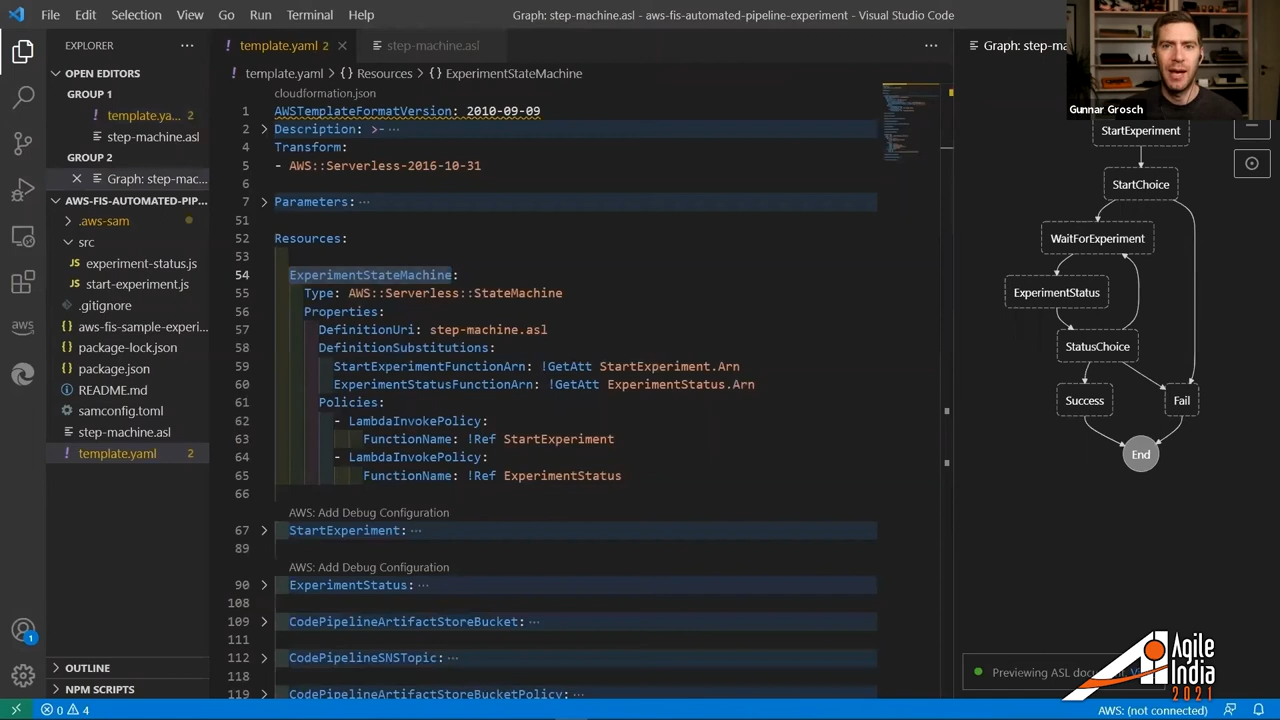 File Edit Selection View Go Run Terminal Help
Graph: step-machine.asl - aws-fis-automated-pipeline-experiment - Visual Studio Code
EXPLORER
OPEN EDITORS
GROUP 1
template.ya...
step-machine.as
GROUP 2
Graph: step-mac...
AWS-FIS-AUTOMATED-PIP...
.aws-sam
src
experiment-status.js
start-experiment.js
.gitignore
aws-fis-sample-experi...
package-lock.json
package.json
README.md
samconfig.toml
step-machine.asl
template.yaml 2
OUTLINE
NPM SCRIPTS
template.yaml 2
step-machine.asl
template.yaml > {} Resources > {} ExperimentStateMachine
cloudformation.json
1 AWSTemplateFormatVersion: 2010-09-09
2 Description: >- ...
4 Transform:
5 - AWS::Serverless-2016-10-31
6
7 Parameters: ...
51
52 Resources:
53
54 ExperimentStateMachine:
55 Type: AWS::Serverless::StateMachine
56 Properties:
57 DefinitionUri: step-machine.asl
58 DefinitionSubstitutions:
59 StartExperimentFunctionArn: !GetAtt StartExperiment.Arn
60 ExperimentStatusFunctionArn: !GetAtt ExperimentStatus.Arn
61 Policies:
62 - LambdaInvokePolicy:
63 FunctionName: !Ref StartExperiment
64 - LambdaInvokePolicy:
65 FunctionName: !Ref ExperimentStatus
66
AWS: Add Debug Configuration
67 StartExperiment: ...
89
AWS: Add Debug Configuration
90 ExperimentStatus: ...
108
109 CodePipelineArtifactStoreBucket: ...
111
112 CodePipelineSNSTopic: ...
118
119 CodePipelineArtifactStoreBucketPolicy: ...
Graph: step-m
Gunnar Grosch
StartExperiment
StartChoice
WaitForExperiment
ExperimentStatus
StatusChoice
Success
Fail
End
Previewing ASL docum
Agile
India
2021
aws
1
0 4
AWS: (not connected)